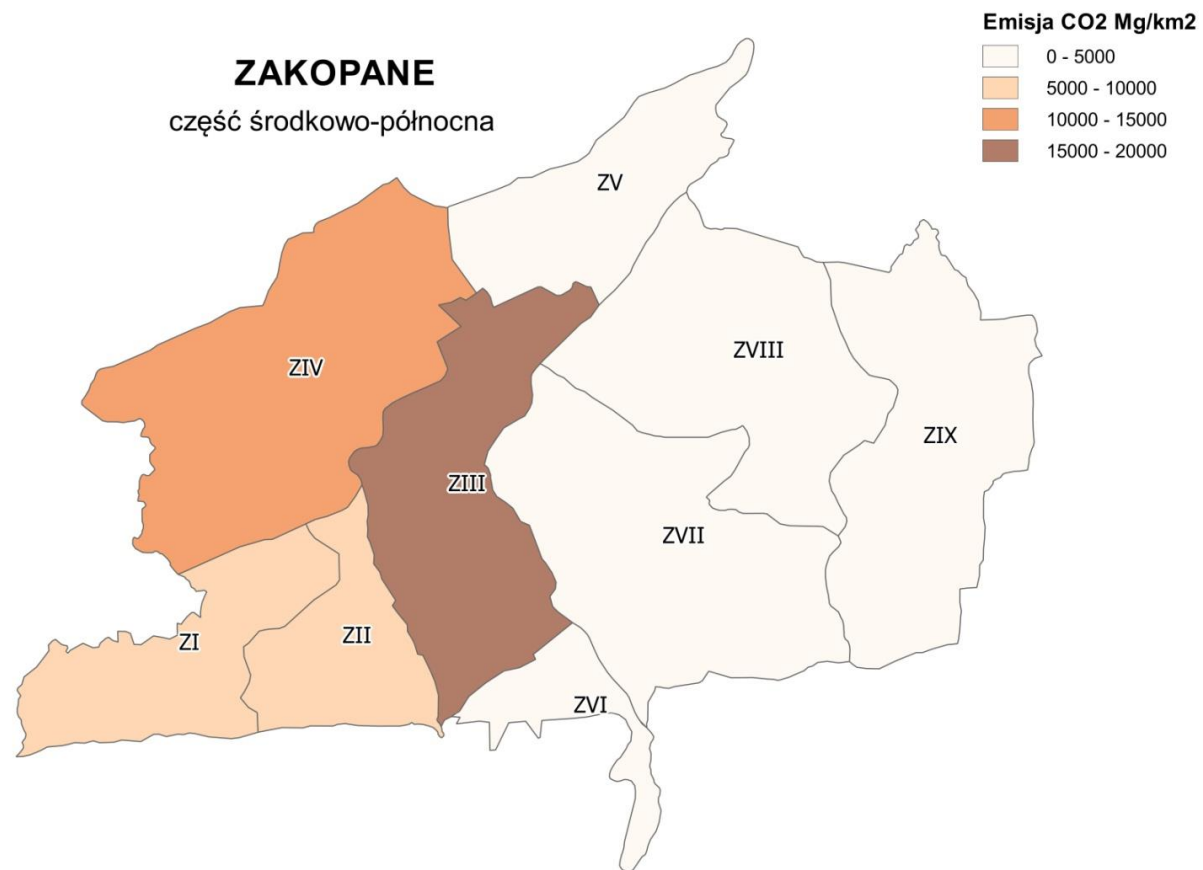 ZAKOPANE
część środkowo-północna
Emisja CO2 Mg/km2
0 - 5000
5000 - 10000
10000 - 15000
15000 - 20000
ZV
ZIV
ZVIII
ZIX
ZIII
ZVII
ZI
ZII
ZVI